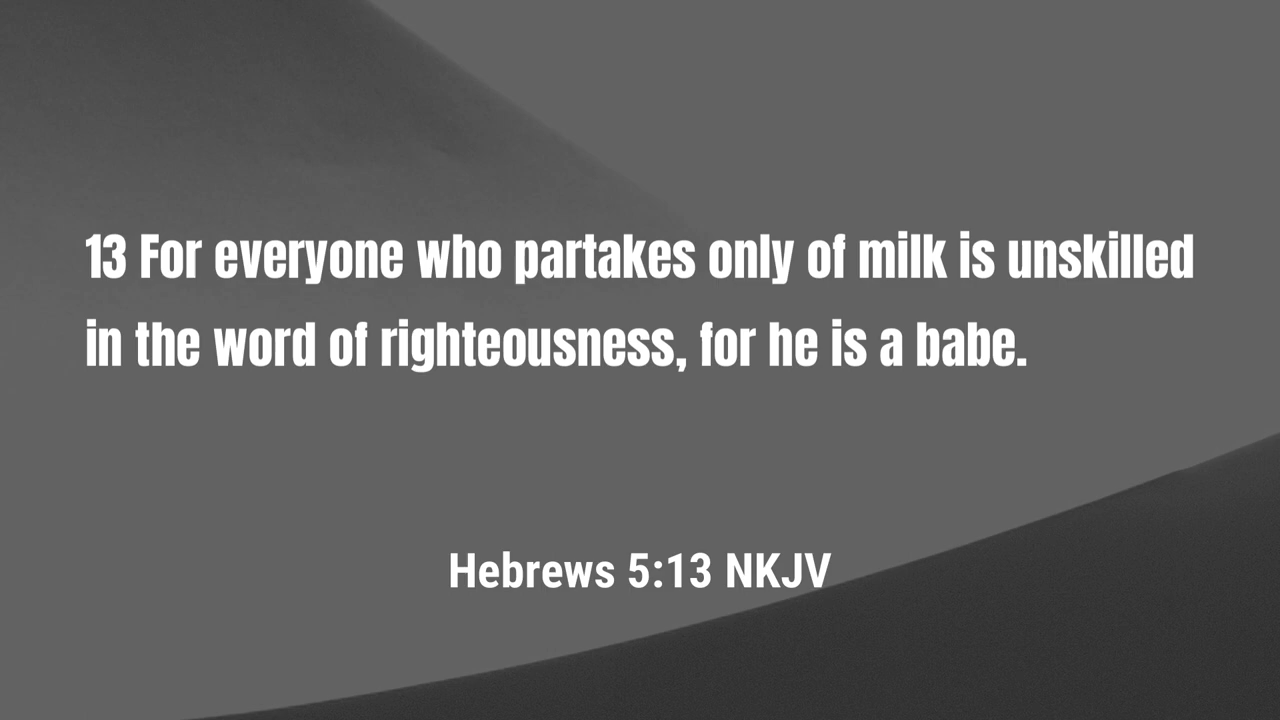 13 For everyone who partakes only of milk is unskilled
in the word of righteousness, for he is a babe.
Hebrews 5:13 NKJV